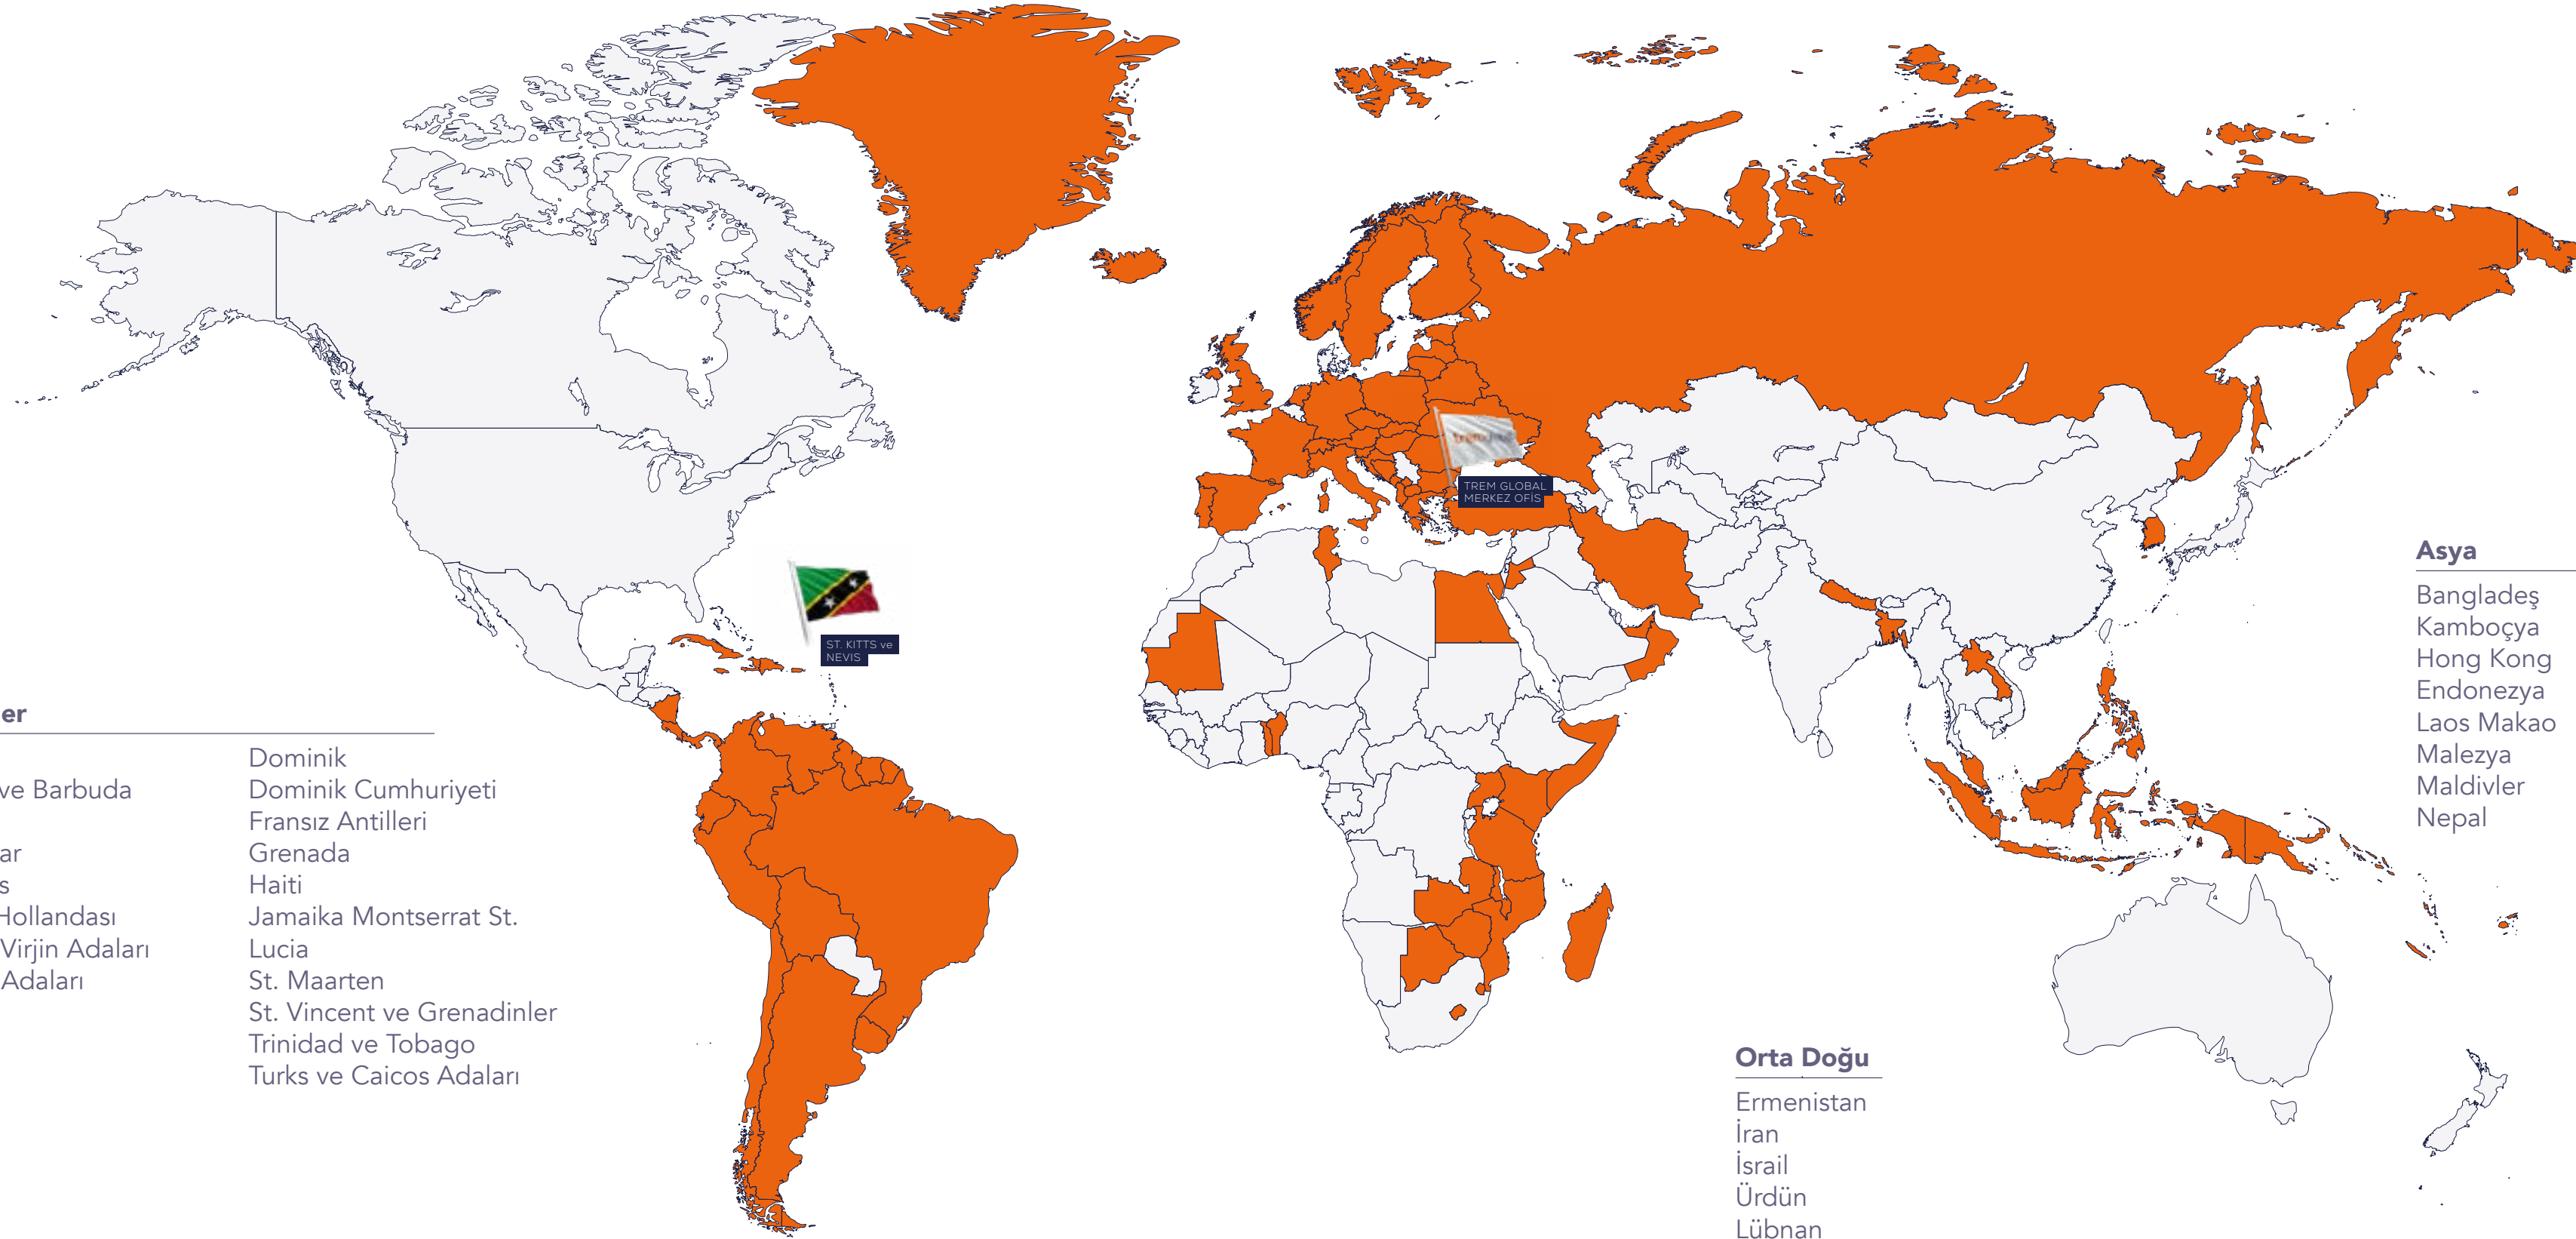 TREM GLOBAL
MERKEZ OFİS
ST. KITTS ve
NEVIS
er
ve Barbuda
ar
s
Hollandası
Virjin Adaları
Adaları
Dominik
Dominik Cumhuriyeti
Fransız Antilleri
Grenada
Haiti
Jamaika Montserrat St.
Lucia
St. Maarten
St. Vincent ve Grenadinler
Trinidad ve Tobago
Turks ve Caicos Adaları
Orta Doğu
Ermenistan
İran
İsrail
Ürdün
Lübnan
Asya
Bangladeş
Kamboçya
Hong Kong
Endonezya
Laos Makao
Malezya
Maldivler
Nepal